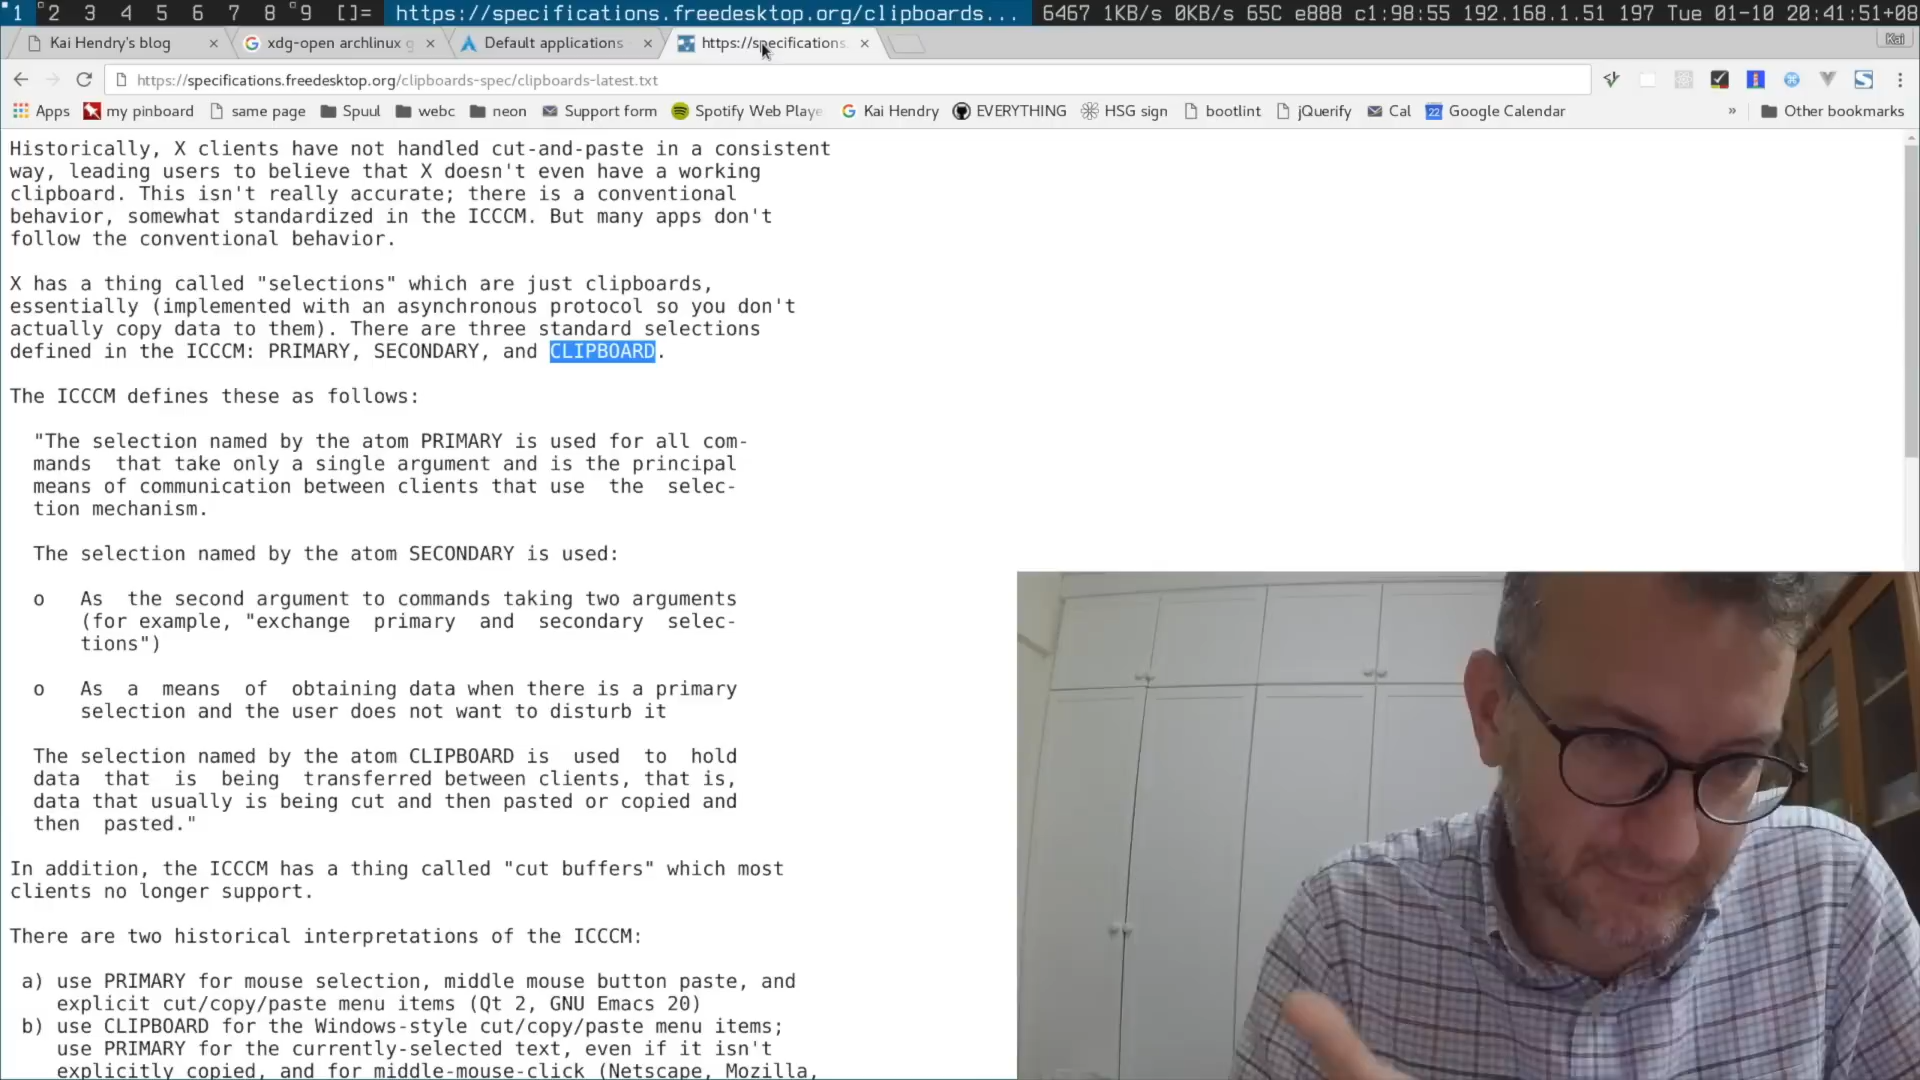 1 2 3 4 5 6 7 8 9 []= https://specifications.freedesktop.org/clipboards... 6467 1KB/s 0KB/s 65C e888 c1:98:55 192.168.1.51 197 Tue 01-10 20:41:51+08
Kai Hendry's blog × xdg-open archlinux × Default applications × https://specifications. × Kai
https://specifications.freedesktop.org/clipboards-spec/clipboards-latest.txt
Apps my pinboard same page Spuul webc neon Support form Spotify Web Playe Kai Hendry EVERYTHING HSG sign bootlint jQuerify Cal 22 Google Calendar » Other bookmarks
Historically, X clients have not handled cut-and-paste in a consistent
way, leading users to believe that X doesn't even have a working
clipboard. This isn't really accurate; there is a conventional
behavior, somewhat standardized in the ICCCM. But many apps don't
follow the conventional behavior.
X has a thing called "selections" which are just clipboards,
essentially (implemented with an asynchronous protocol so you don't
actually copy data to them). There are three standard selections
defined in the ICCCM: PRIMARY, SECONDARY, and CLIPBOARD.
The ICCCM defines these as follows:
"The selection named by the atom PRIMARY is used for all com-
mands that take only a single argument and is the principal
means of communication between clients that use the selec-
tion mechanism.
The selection named by the atom SECONDARY is used:
o As the second argument to commands taking two arguments
(for example, "exchange primary and secondary selec-
tions")
o As a means of obtaining data when there is a primary
selection and the user does not want to disturb it
The selection named by the atom CLIPBOARD is used to hold
data that is being transferred between clients, that is,
data that usually is being cut and then pasted or copied and
then pasted."
In addition, the ICCCM has a thing called "cut buffers" which most
clients no longer support.
There are two historical interpretations of the ICCCM:
a) use PRIMARY for mouse selection, middle mouse button paste, and
explicit cut/copy/paste menu items (Qt 2, GNU Emacs 20)
b) use CLIPBOARD for the Windows-style cut/copy/paste menu items;
use PRIMARY for the currently-selected text, even if it isn't
explicitly copied, and for middle-mouse-click (Netscape, Mozilla,